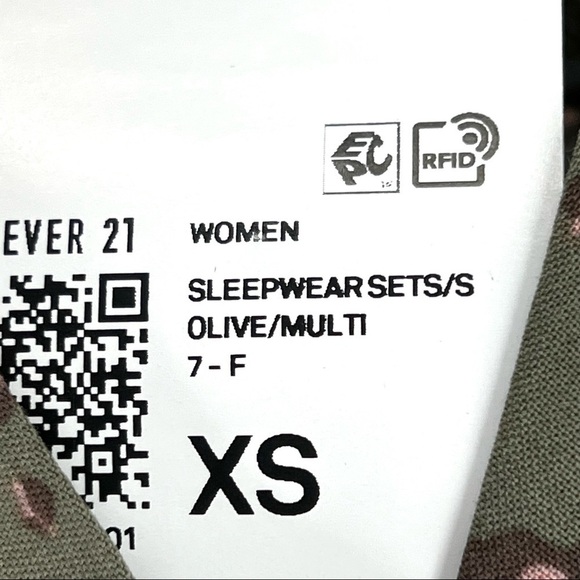 EPC
RFID
EVER 21
WOMEN
SLEEPWEAR SETS/S
OLIVE/MULTI
7 - F
XS
01